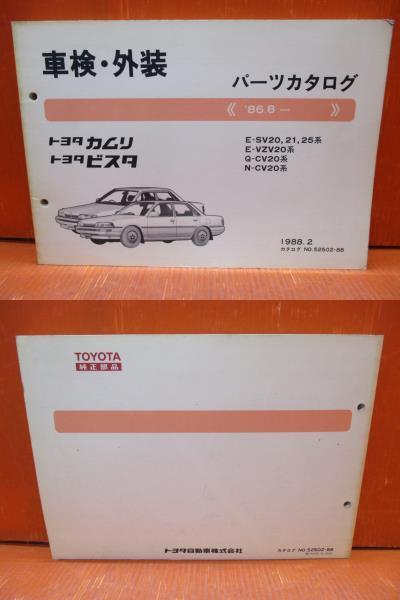 車検・外装
パーツカタログ
《 '86.8 ー 》
トヨタ カムリ
トヨタ ビスタ
E-SV20, 21, 25系
E-VZV20系
Q-CV20系
N-CV20系
1988. 2
カタログ NO.52502-88
TOYOTA
純正部品
トヨタ自動車株式会社
カタログ NO.52502-88